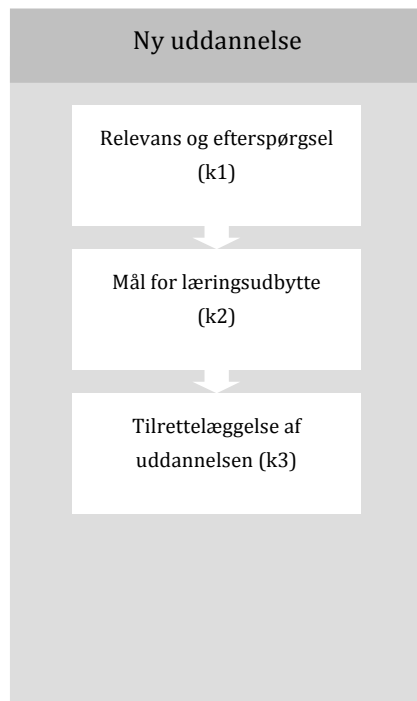 Ny uddannelse
Relevans og efterspørgsel
(k1)
Mål for læringsudbytte
(k2)
Tilrettelæggelse af
uddannelsen (k3)